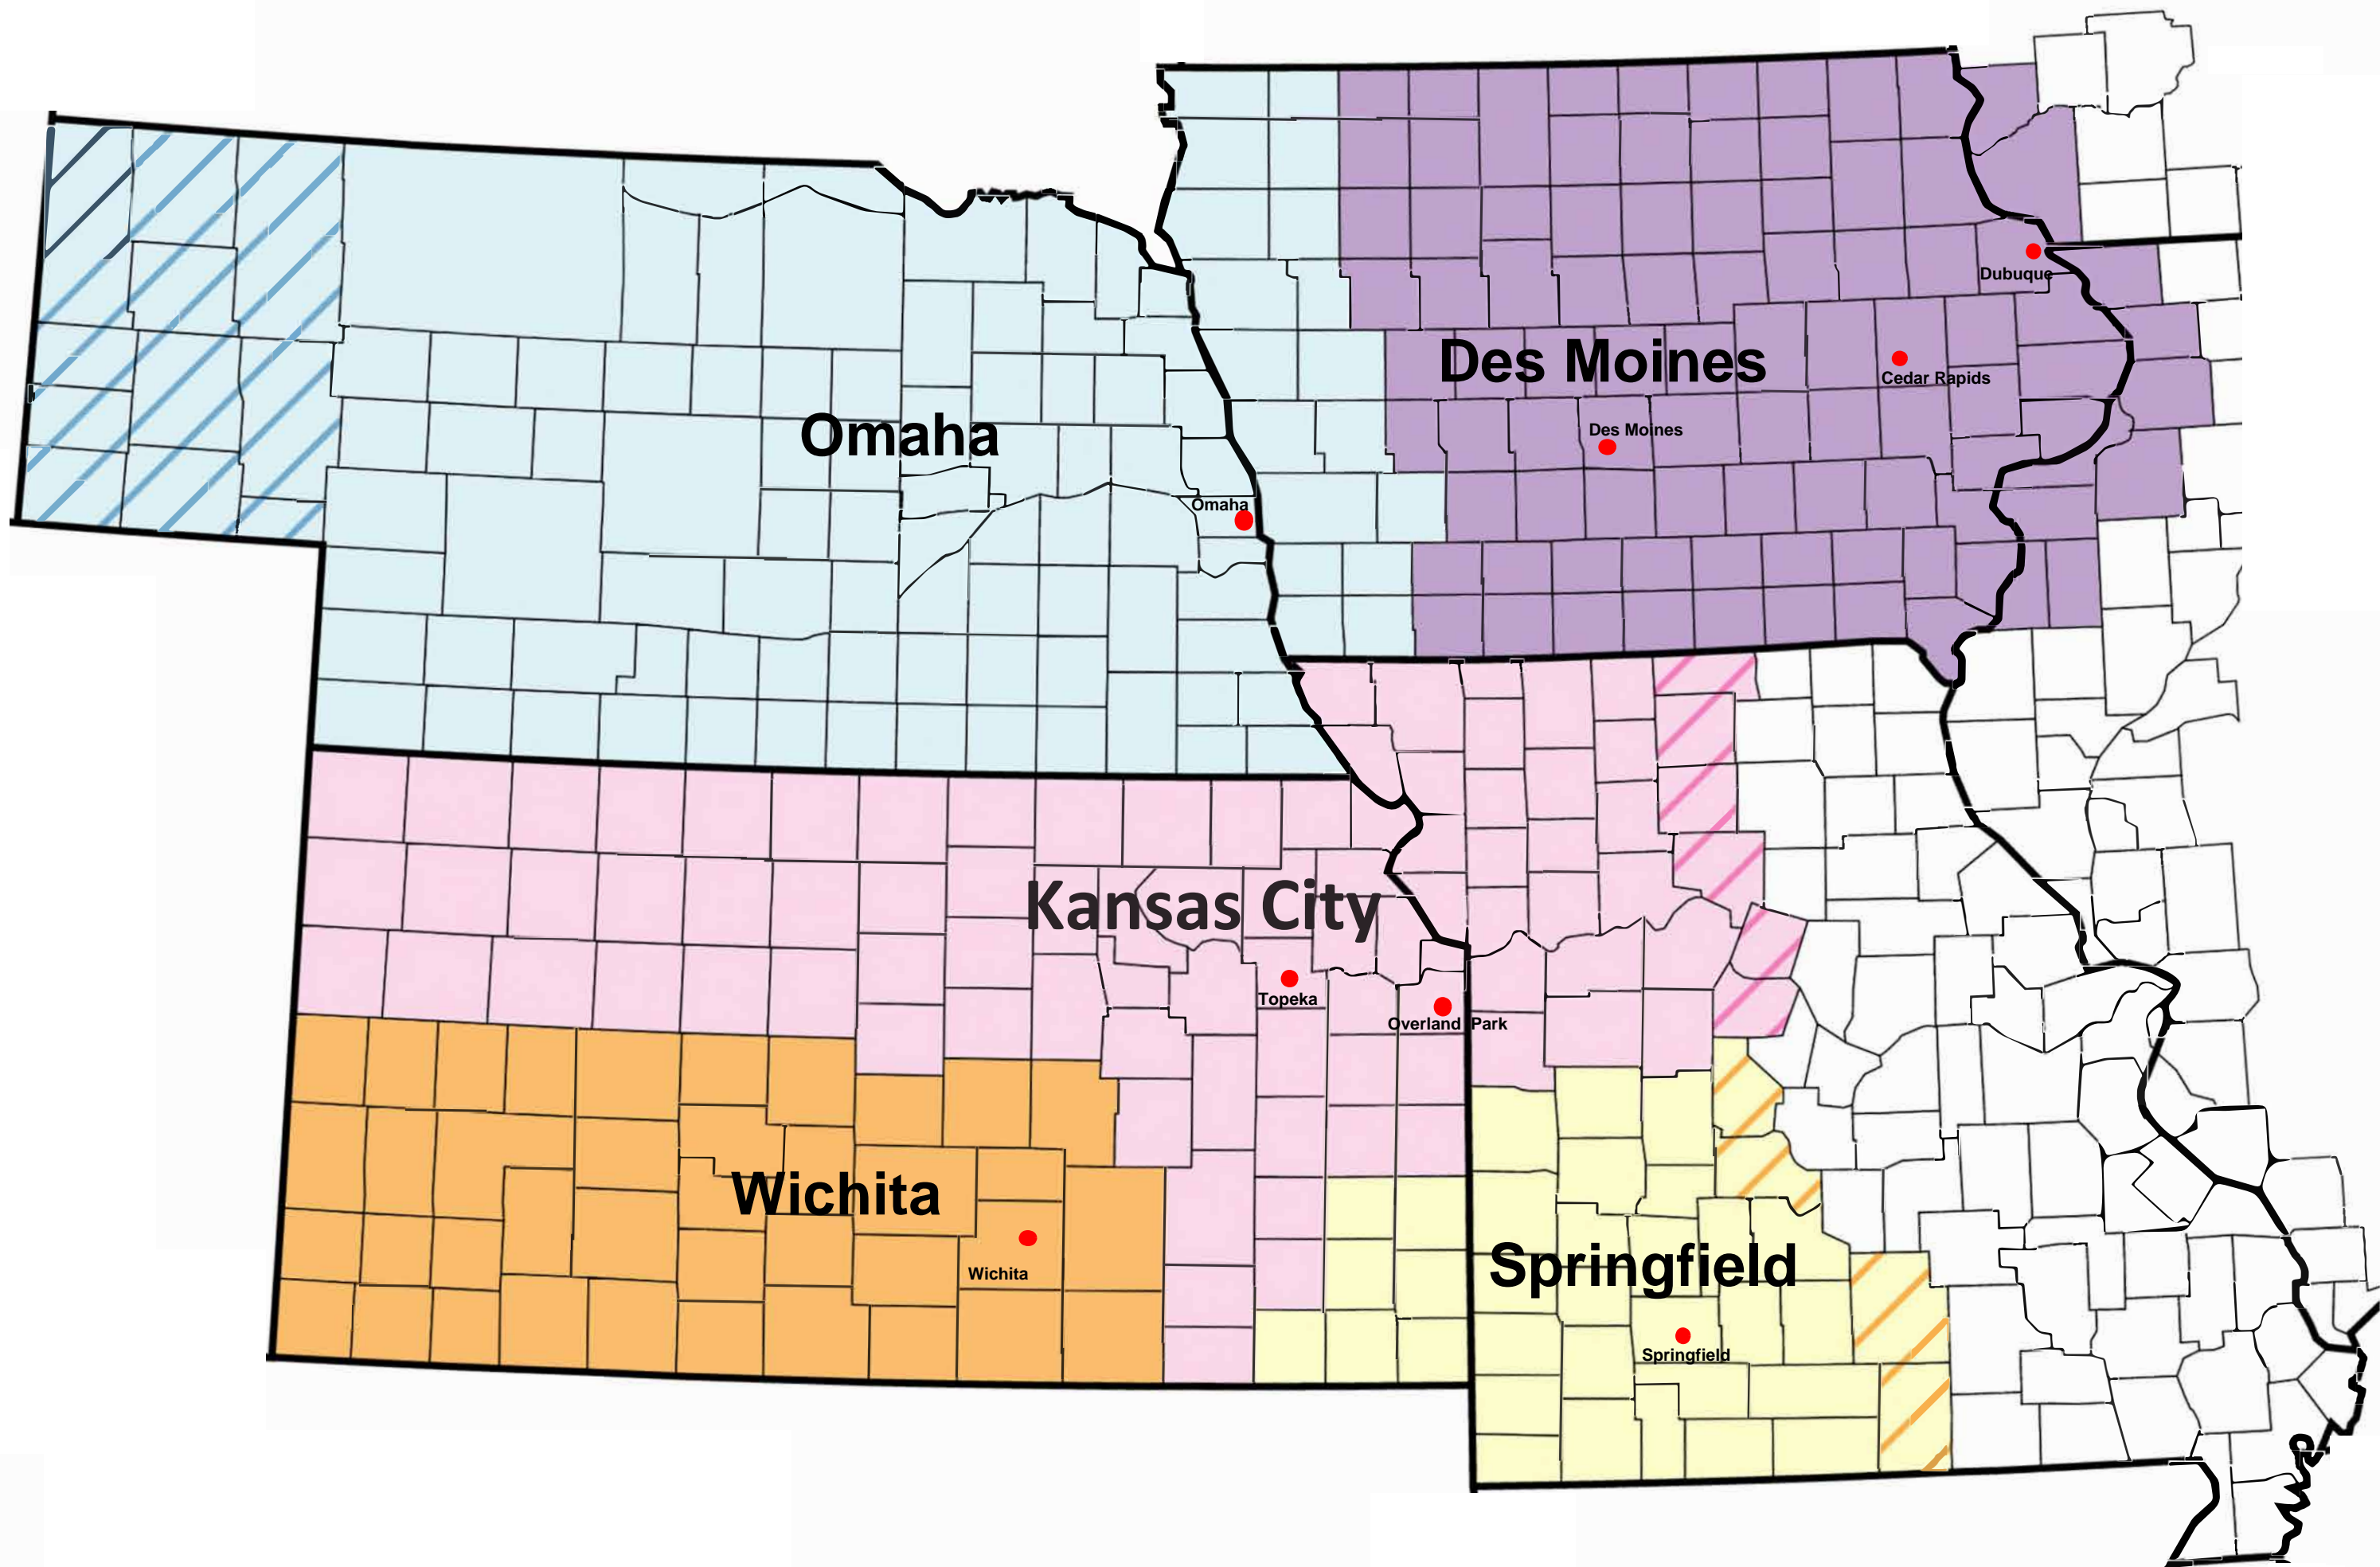 Dubuque
Des Moines
Cedar Rapids
Omaha
Des Moines
Omaha
Kansas City
Topeka
Overland Park
Wichita
Springfield
Wichita
Springfield